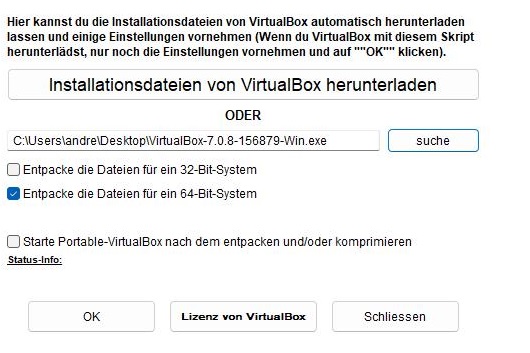 Hier kannst du die Installationsdateien von VirtualBox automatisch herunterladen
lassen und einige Einstellungen vornehmen (Wenn du VirtualBox mit diesem Skript
herunterlädst, nur noch die Einstellungen vornehmen und auf ""OK"" klicken).
Installationsdateien von VirtualBox herunterladen
ODER
C:\Users\andre\Desktop\VirtualBox-7.0.8-156879-Win.exe
suche
Entpacke die Dateien für ein 32-Bit-System
Entpacke die Dateien für ein 64-Bit-System
Starte Portable-VirtualBox nach dem entpacken und/oder komprimieren
Status-Info:
OK
Lizenz von VirtualBox
Schliessen